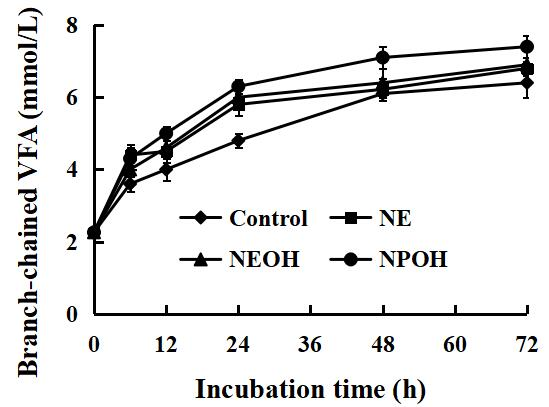 Branch-chained VFA (mmol/L)
8
6
4
2
0
Control
NE
NEOH
NPOH
0 12 24 36 48 60 72
Incubation time (h)